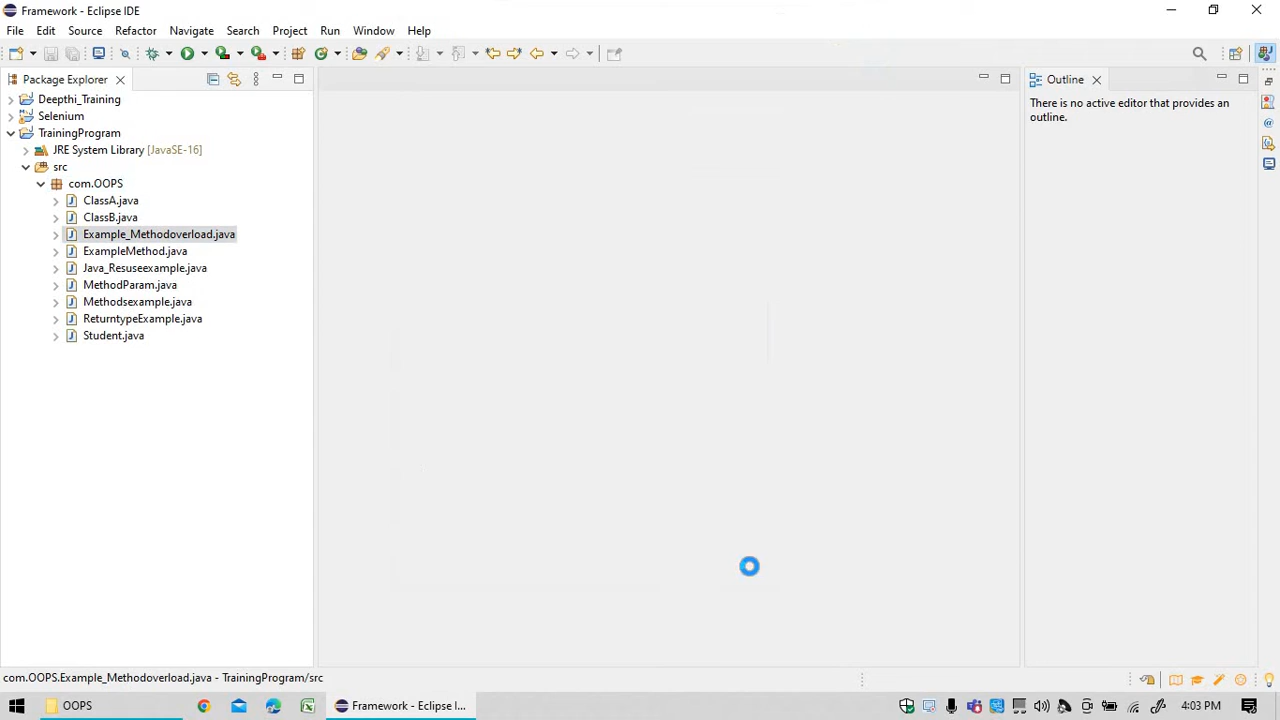 Framework - Eclipse IDE
File Edit Source Refactor Navigate Search Project Run Window Help
Package Explorer
Outline
Deepthi_Training
Selenium
TrainingProgram
JRE System Library [JavaSE-16]
src
com.OOPS
ClassA.java
ClassB.java
Example_Methodoverload.java
ExampleMethod.java
Java_Resuseexample.java
MethodParam.java
Methodsexample.java
ReturntypeExample.java
Student.java
There is no active editor that provides an
outline.
com.OOPS.Example_Methodoverload.java - TrainingProgram/src
OOPS
Framework - Eclipse I...
4:03 PM